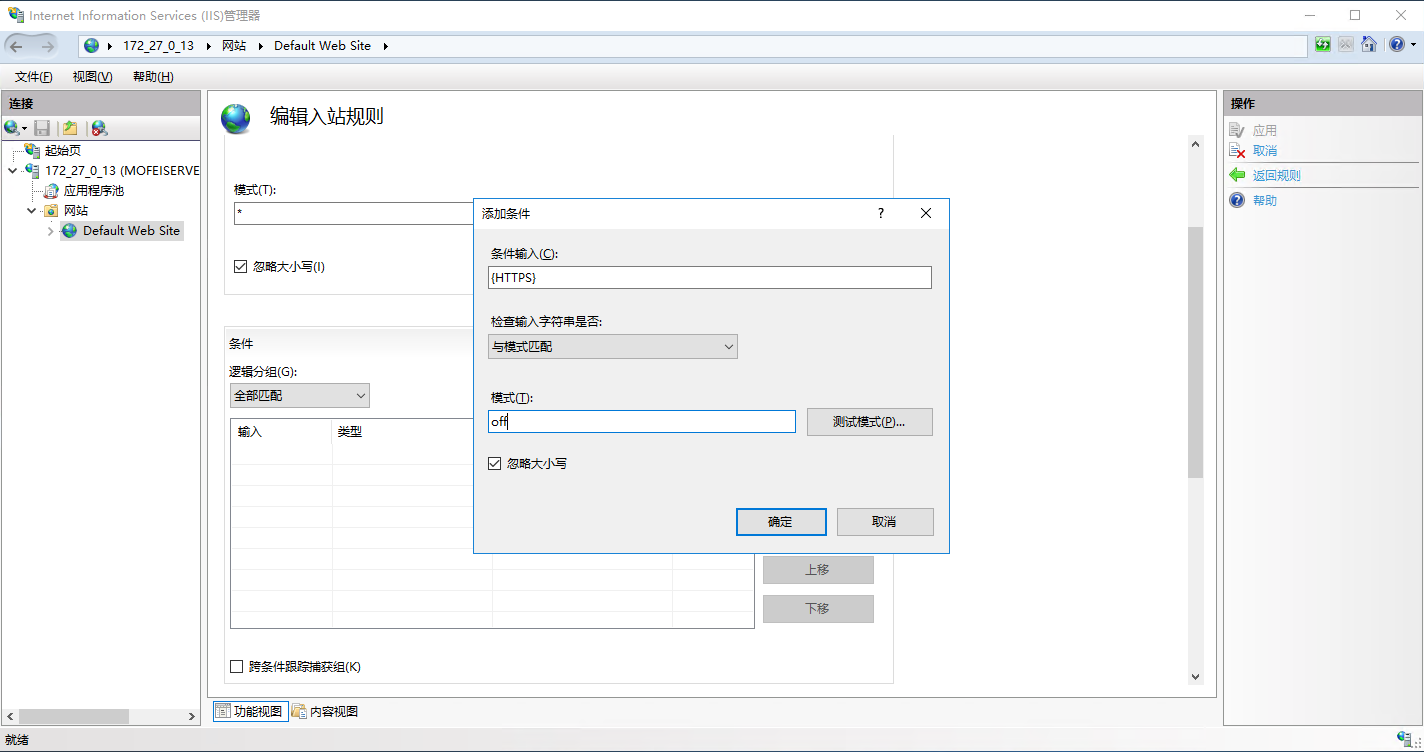 Internet Information Services (IIS)管理器
172_27_0_13 网站 Default Web Site
文件(F) 视图(V) 帮助(H)
连接
起始页
172_27_0_13 (MOFEISERVE
应用程序池
网站
Default Web Site
编辑入站规则
模式(T):
*
忽略大小写(I)
条件
逻辑分组(G):
全部匹配
输入 类型
上移
下移
跨条件跟踪捕获组(K)
添加条件
?
条件输入(C):
{HTTPS}
检查输入字符串是否:
与模式匹配
模式(T):
off
测试模式(P)...
忽略大小写
确定 取消
操作
应用
取消
返回规则
帮助
功能视图 内容视图
就绪